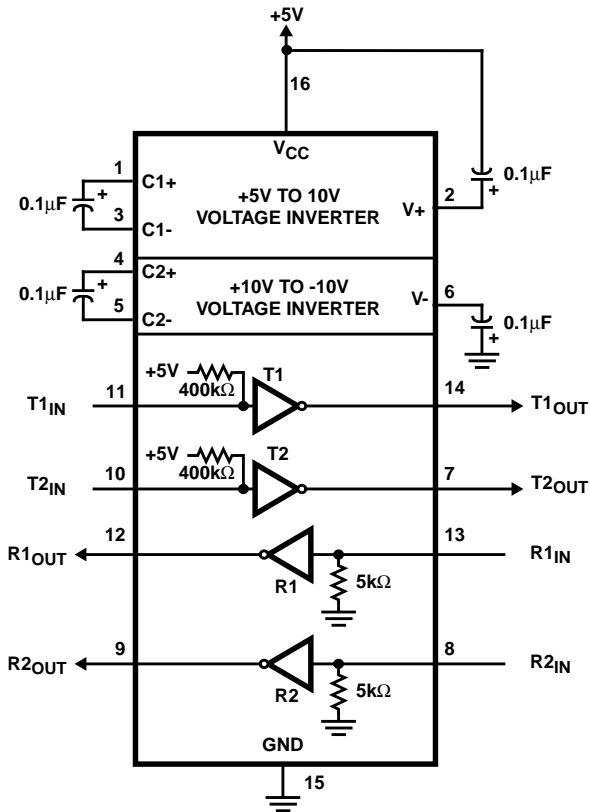 +5V
16
VCC
1
C1+
+5V TO 10V
VOLTAGE INVERTER
0.1μF
+
3
C1-
2
V+
0.1μF
+
4
C2+
+10V TO -10V
VOLTAGE INVERTER
0.1μF
+
5
C2-
V-
6
0.1μF
+
+5V
400kΩ
T1
T1IN
11
14
T1OUT
+5V
400kΩ
T2
T2IN
10
7
T2OUT
R1OUT
12
R1
5kΩ
13
R1IN
R2OUT
9
R2
5kΩ
8
R2IN
GND
15